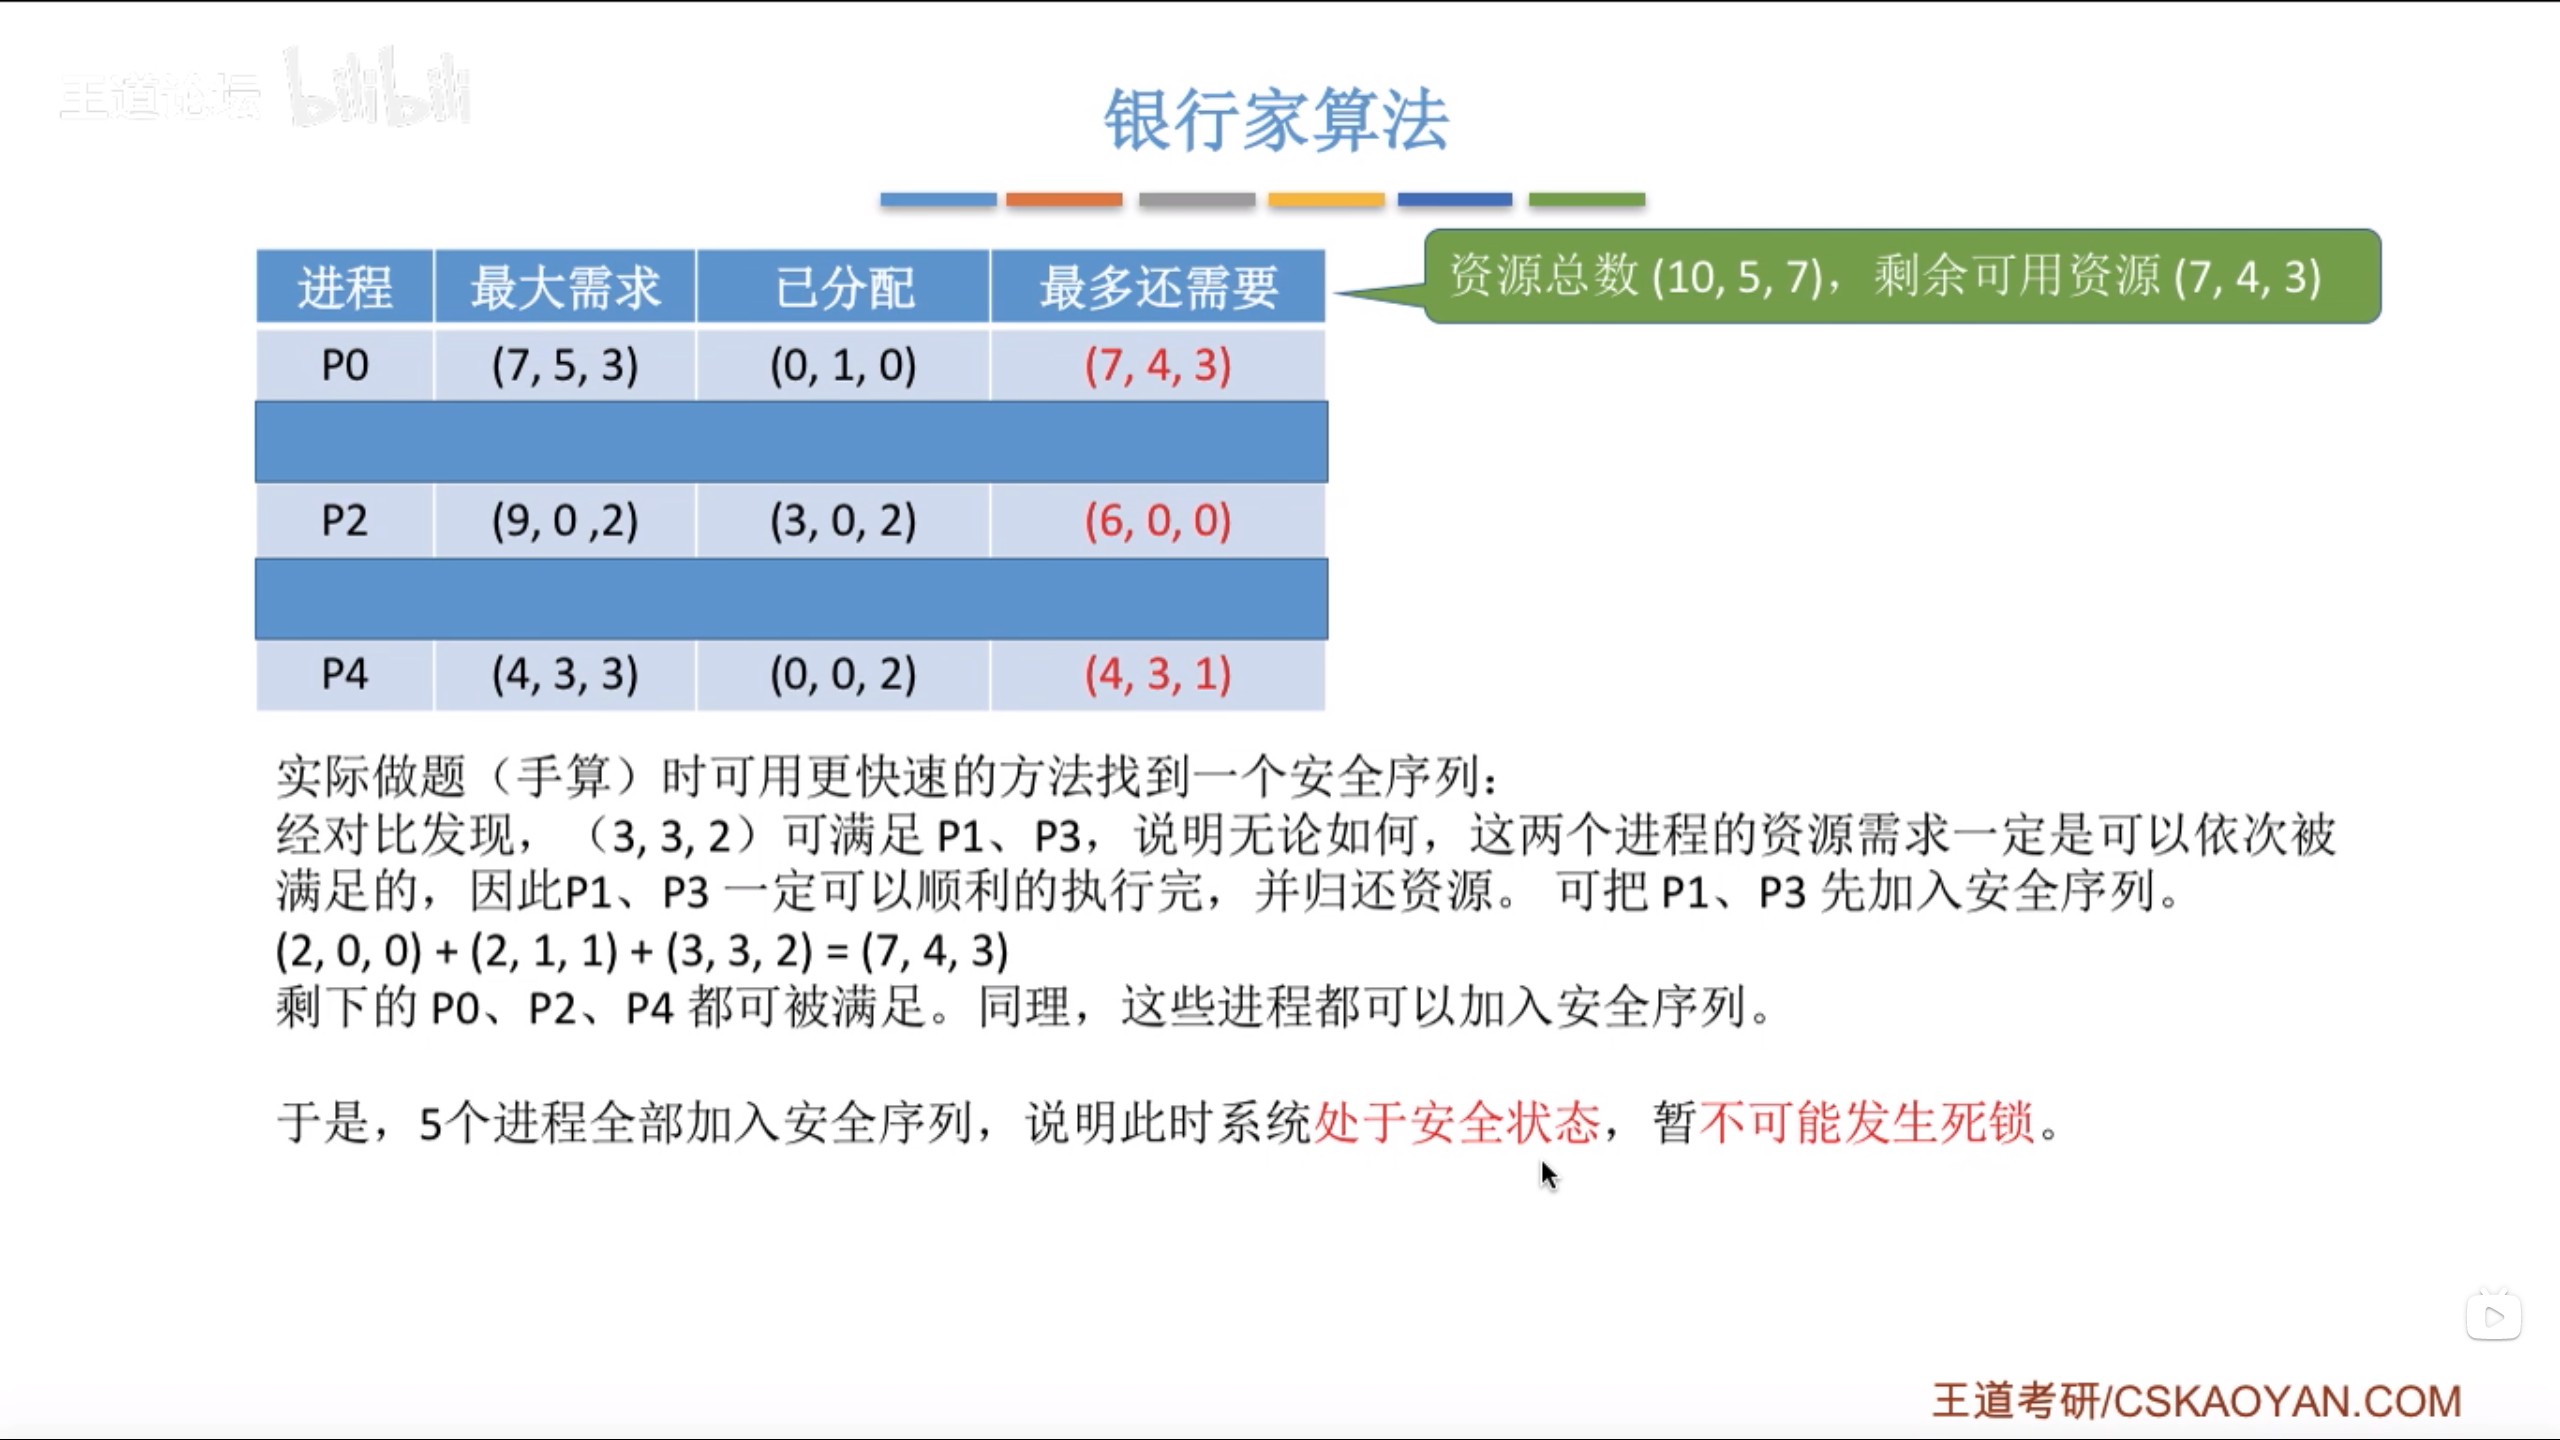 王道论坛 bilibili
银行家算法
进程 最大需求 已分配 最多还需要
资源总数 (10, 5, 7)，剩余可用资源 (7, 4, 3)
P0 (7, 5, 3) (0, 1, 0) (7, 4, 3)
P2 (9, 0 ,2) (3, 0, 2) (6, 0, 0)
P4 (4, 3, 3) (0, 0, 2) (4, 3, 1)
实际做题（手算）时可用更快速的方法找到一个安全序列：
经对比发现，（3, 3, 2）可满足 P1、P3，说明无论如何，这两个进程的资源需求一定是可以依次被
满足的，因此P1、P3 一定可以顺利的执行完，并归还资源。 可把 P1、P3 先加入安全序列。
(2, 0, 0) + (2, 1, 1) + (3, 3, 2) = (7, 4, 3)
剩下的 P0、P2、P4 都可被满足。同理，这些进程都可以加入安全序列。
于是，5个进程全部加入安全序列，说明此时系统处于安全状态，暂不可能发生死锁。
王道考研/CSKAOYAN.COM